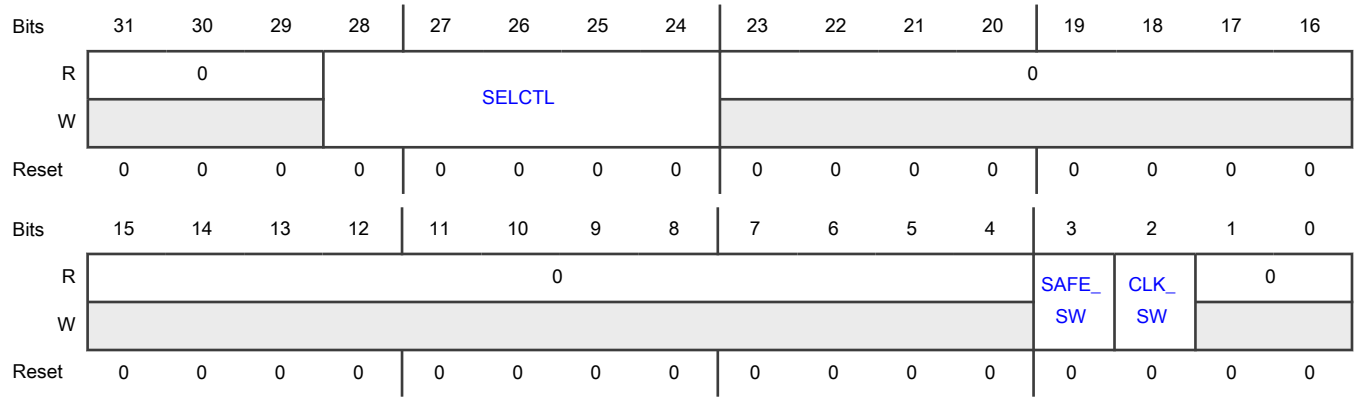 Bits 31 30 29 28 27 26 25 24 23 22 21 20 19 18 17 16
R 0 0
SELCTL
W
Reset 0 0 0 0 0 0 0 0 0 0 0 0 0 0 0 0
Bits 15 14 13 12 11 10 9 8 7 6 5 4 3 2 1 0
R 0 SAFE_ CLK_ 0
W SW SW
Reset 0 0 0 0 0 0 0 0 0 0 0 0 0 0 0 0